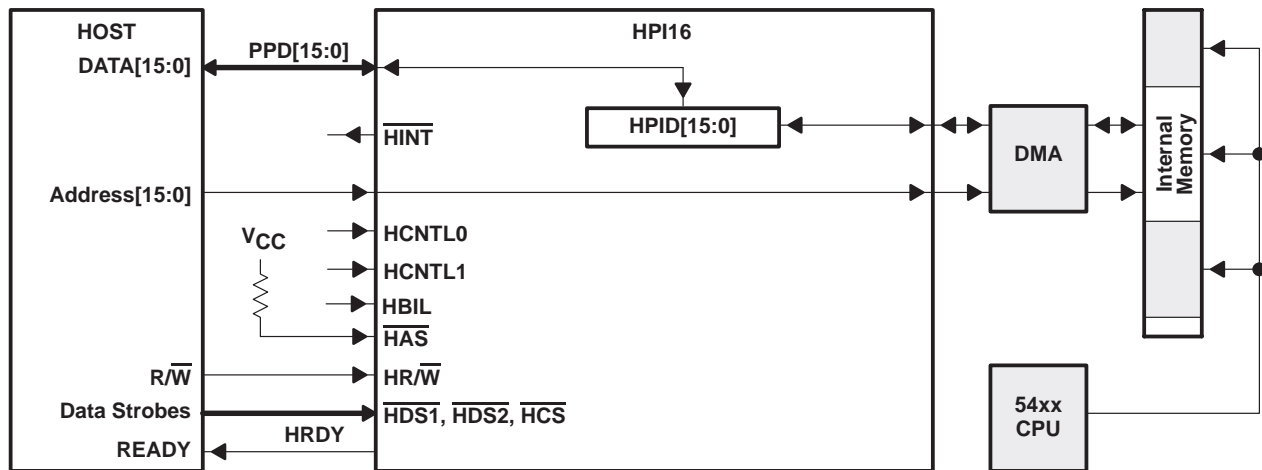 HOST
HPI16
DATA[15:0]
PPD[15:0]
HPID[15:0]
HINT
DMA
Internal
Memory
Address[15:0]
HCNTL0
VCC
HCNTL1
HBIL
HAS
R/W
HR/W
Data Strobes
HDS1, HDS2, HCS
54xx
CPU
HRDY
READY